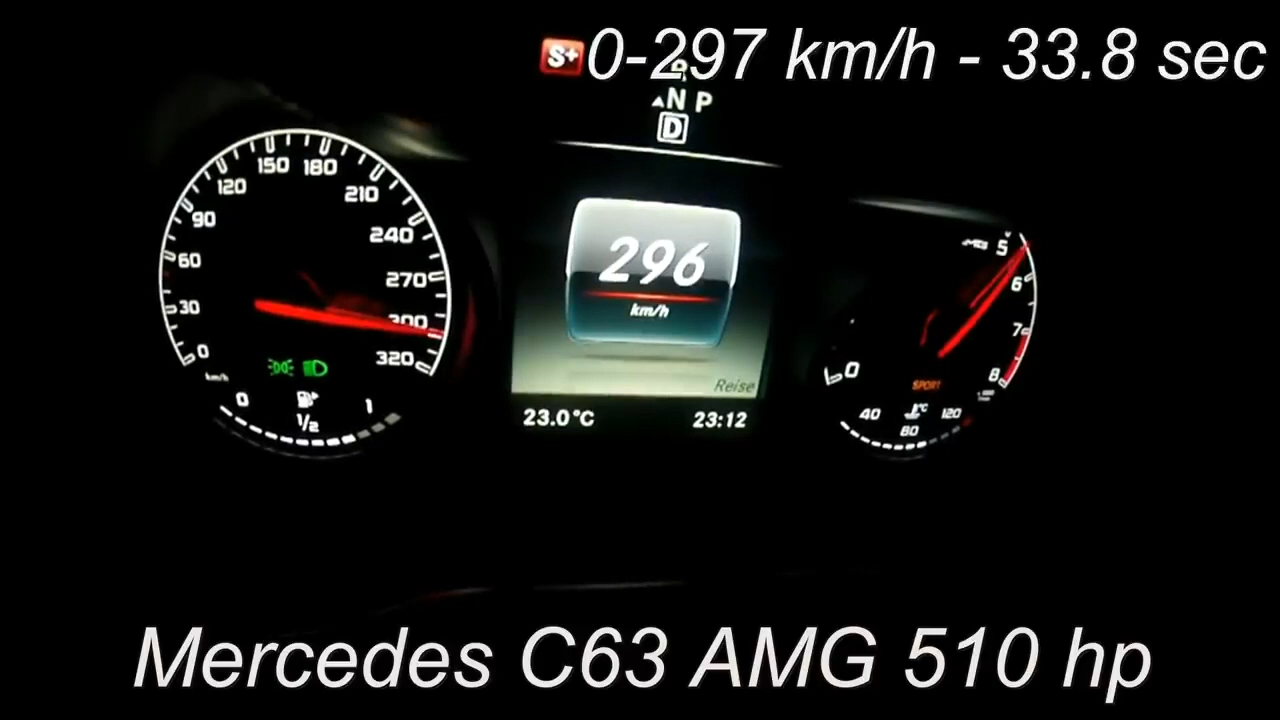 S+ 0-297 km/h - 33.8 sec
N P
D
150 180
120 210
90 240
60 270
30 300
0 320
km/h
0 1/2 1
296
km/h
Reise
23.0°C 23:12
5
6
7
8
0
SPORT
40 °C 120
80
Mercedes C63 AMG 510 hp